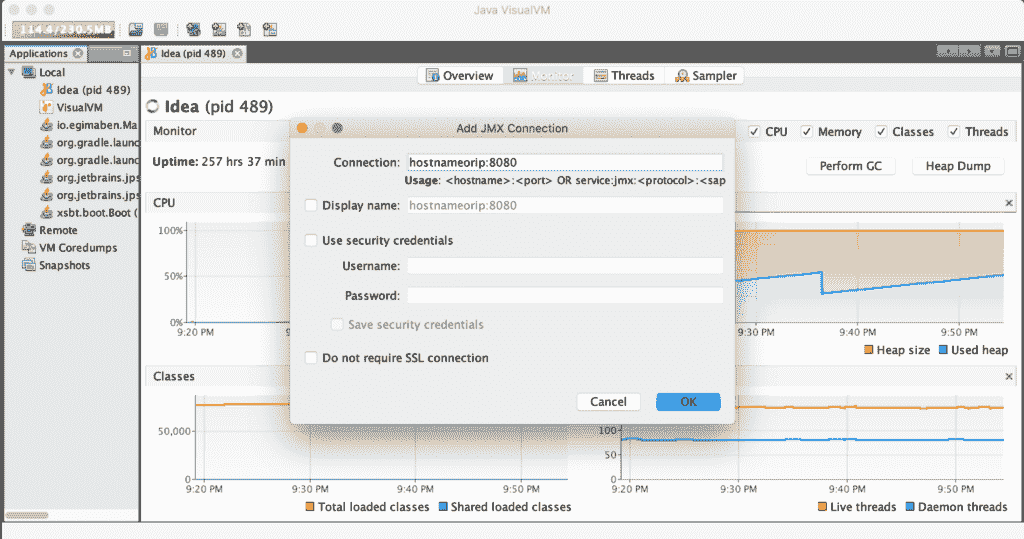 Java VisualVM
114.4/230.5MB
Applications
Idea (pid 489)
Local
Idea (pid 489)
VisualVM
io.egimaben.Ma
org.gradle.launc
org.gradle.launc
org.jetbrains.jps
org.jetbrains.jps
xsbt.boot.Boot (
Remote
VM Coredumps
Snapshots
Overview
Monitor
Threads
Sampler
Idea (pid 489)
Monitor
CPU
Memory
Classes
Threads
Uptime: 257 hrs 37 min
Perform GC
Heap Dump
CPU
100%
50%
0%
9:20 PM
9:30 PM
9:40 PM
9:50 PM
Heap size
Used heap
Add JMX Connection
Connection:
hostnameorip:8080
Usage: <hostname>:<port> OR service:jmx:<protocol>:<sap
Display name:
hostnameorip:8080
Use security credentials
Username:
Password:
Save security credentials
Do not require SSL connection
Cancel
OK
Classes
50,000
0
9:20 PM
9:30 PM
9:40 PM
9:50 PM
Total loaded classes
Shared loaded classes
100
50
0
9:20 PM
9:30 PM
9:40 PM
9:50 PM
Live threads
Daemon threads